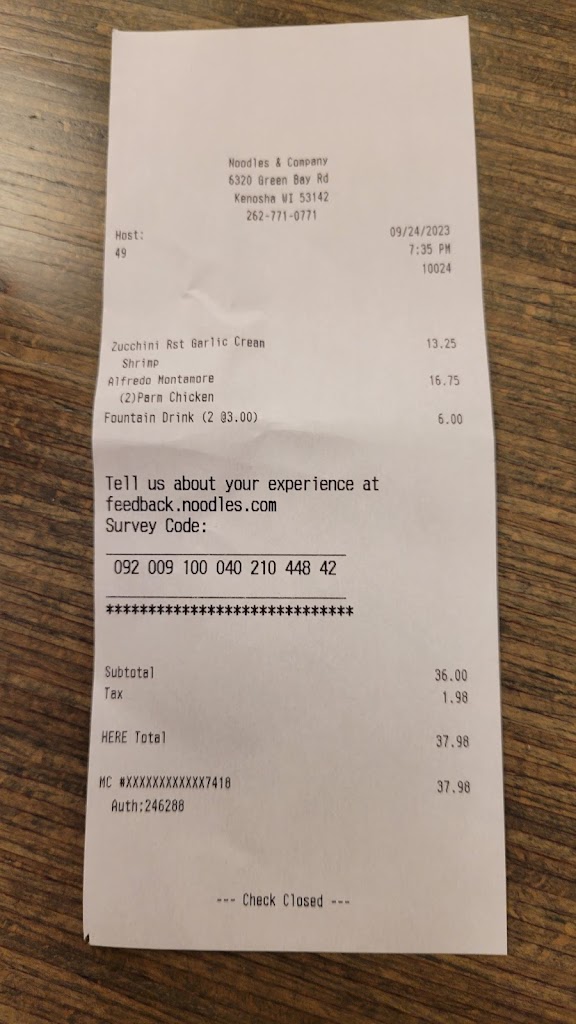 Noodles & Company
6320 Green Bay Rd
Kenosha WI 53142
262-771-0771
Host: 09/24/2023
49 7:35 PM
10024
Zucchini Rst Garlic Cream 13.25
Shrimp
Alfredo Montamore 16.75
(2)Parm Chicken
Fountain Drink (2 @3.00) 6.00
Tell us about your experience at
feedback.noodles.com
Survey Code:
092 009 100 040 210 448 42
*****************************
Subtotal 36.00
Tax 1.98
HERE Total 37.98
MC #XXXXXXXXXXXX7418 37.98
Auth:246288
--- Check Closed ---